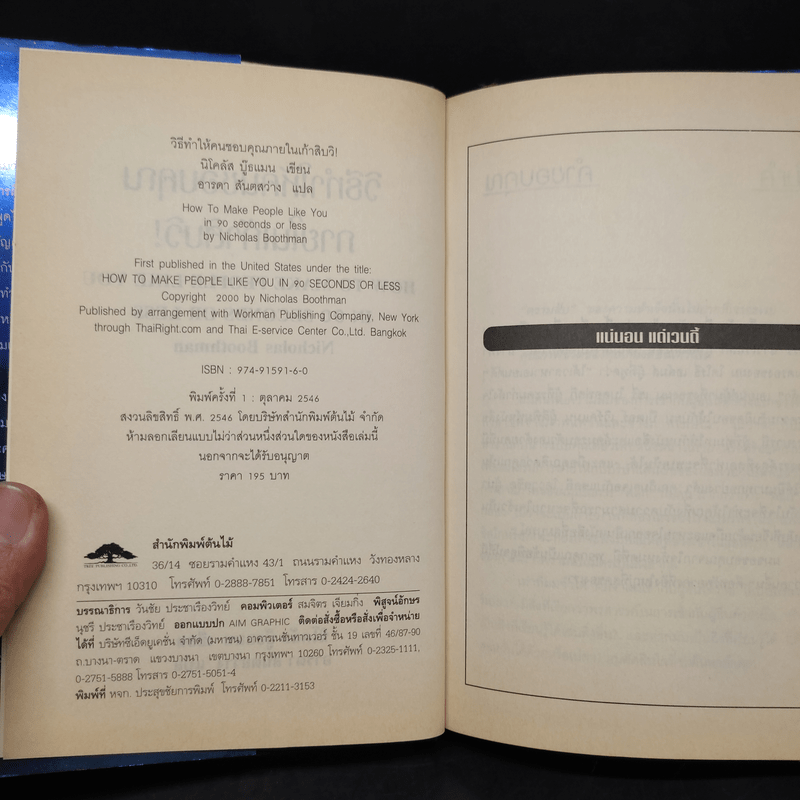 วิธีทำให้คนชอบคุณภายในเก้าสิบวิ!
นิโคลัส บู๊ธแมน เขียน
อารดา สันตสว่าง แปล
How To Make People Like You
in 90 seconds or less
by Nicholas Boothman
First published in the United States under the title:
HOW TO MAKE PEOPLE LIKE YOU IN 90 SECONDS OR LESS
Copyright 2000 by Nicholas Boothman
Published by arrangement with Workman Publishing Company, New York
through ThaiRight.com and Thai E-service Center Co.,Ltd. Bangkok
ISBN : 974-91591-6-0
พิมพ์ครั้งที่ 1 : ตุลาคม 2546
สงวนลิขสิทธิ์ พ.ศ. 2546 โดยบริษัทสำนักพิมพ์ต้นไม้ จำกัด
ห้ามลอกเลียนแบบไม่ว่าส่วนหนึ่งส่วนใดของหนังสือเล่มนี้
นอกจากจะได้รับอนุญาต
ราคา 195 บาท
สำนักพิมพ์ต้นไม้
TREE PUBLISHING CO.,LTD
36/14 ซอยรามคำแหง 43/1 ถนนรามคำแหง วังทองหลาง
กรุงเทพฯ 10310 โทรศัพท์ 0-2888-7851 โทรสาร 0-2424-2640
บรรณาธิการ วันชัย ประชาเรืองวิทย์ คอมพิวเตอร์ สมจิตร เจียมกิ่ง พิสูจน์อักษร
นุชรี ประชาเรืองวิทย์ ออกแบบปก AIM GRAPHIC ติดต่อสั่งซื้อหรือสั่งเพื่อจำหน่าย
ได้ที่ บริษัทซีเอ็ดยูเคชั่น จำกัด (มหาชน) อาคารเนชั่นทาวเวอร์ ชั้น 19 เลขที่ 46/87-90
ถ.บางนา-ตราด แขวงบางนา เขตบางนา กรุงเทพฯ 10260 โทรศัพท์ 0-2325-1111,
0-2751-5888 โทรสาร 0-2751-5051-4
พิมพ์ที่ หจก. ประสุขชัยการพิมพ์ โทรศัพท์ 0-2211-3153
แน่นอน แด่เวนดี้